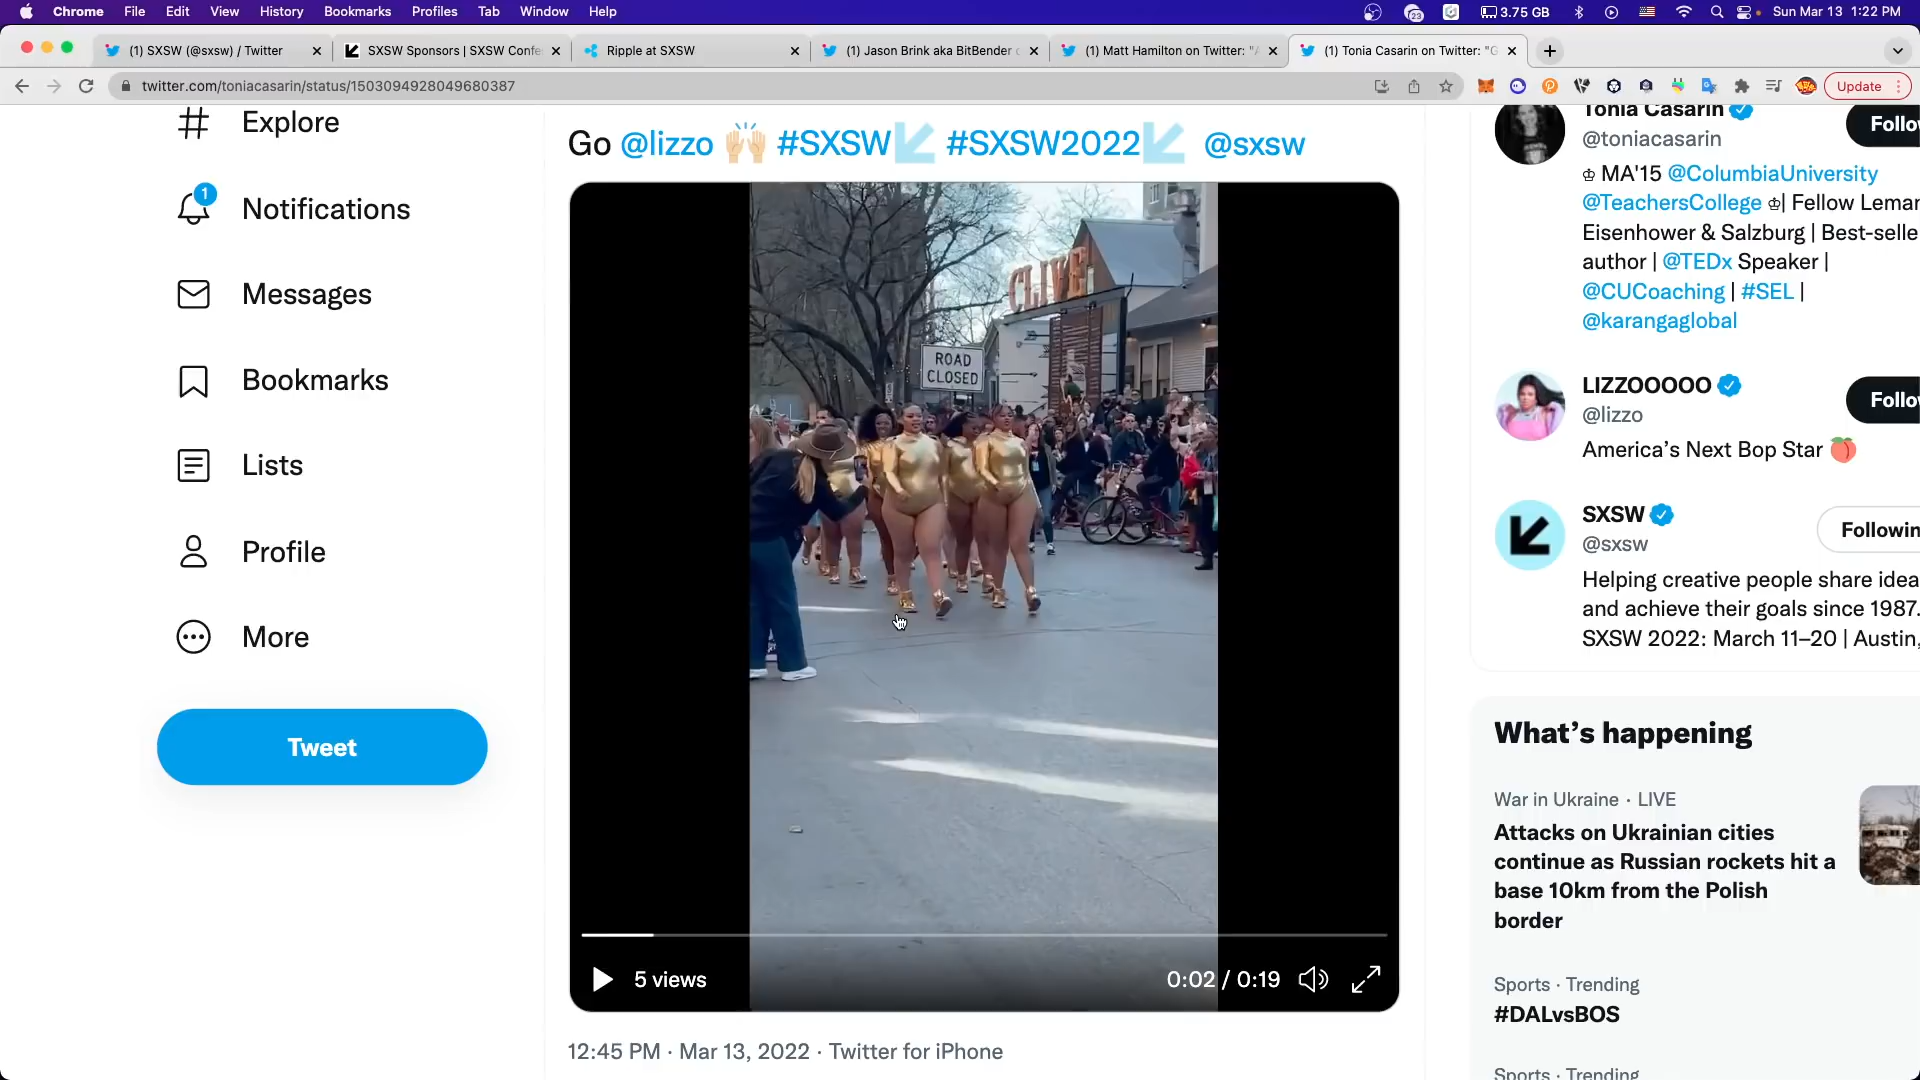 Chrome File Edit View History Bookmarks Profiles Tab Window Help 23 3.75 GB Sun Mar 13 1:22 PM
(1) SXSW (@sxsw) / Twitter SXSW Sponsors | SXSW Confe Ripple at SXSW (1) Jason Brink aka BitBender (1) Matt Hamilton on Twitter: "A (1) Tonia Casarin on Twitter: "G
twitter.com/toniacasarin/status/1503094928049680387 Update
# Explore
1
Notifications
Messages
Bookmarks
Lists
Profile
More
Tweet
Go @lizzo 🙌🏻 #SXSW #SXSW2022 @sxsw
CLIVE
ROAD
CLOSED
5 views 0:02 / 0:19
12:45 PM · Mar 13, 2022 · Twitter for iPhone
Tonia Casarin
@toniacasarin
Follo
♔ MA'15 @ColumbiaUniversity
@TeachersCollege ♔| Fellow Lemar
Eisenhower & Salzburg | Best-selle
author | @TEDx Speaker |
@CUCoaching | #SEL |
@karangaglobal
LIZZOOOOO
@lizzo
Follo
America's Next Bop Star 🍑
SXSW
@sxsw
Followin
Helping creative people share idea
and achieve their goals since 1987.
SXSW 2022: March 11–20 | Austin,
What's happening
War in Ukraine · LIVE
Attacks on Ukrainian cities
continue as Russian rockets hit a
base 10km from the Polish
border
Sports · Trending
#DALvsBOS
Sports · Trending